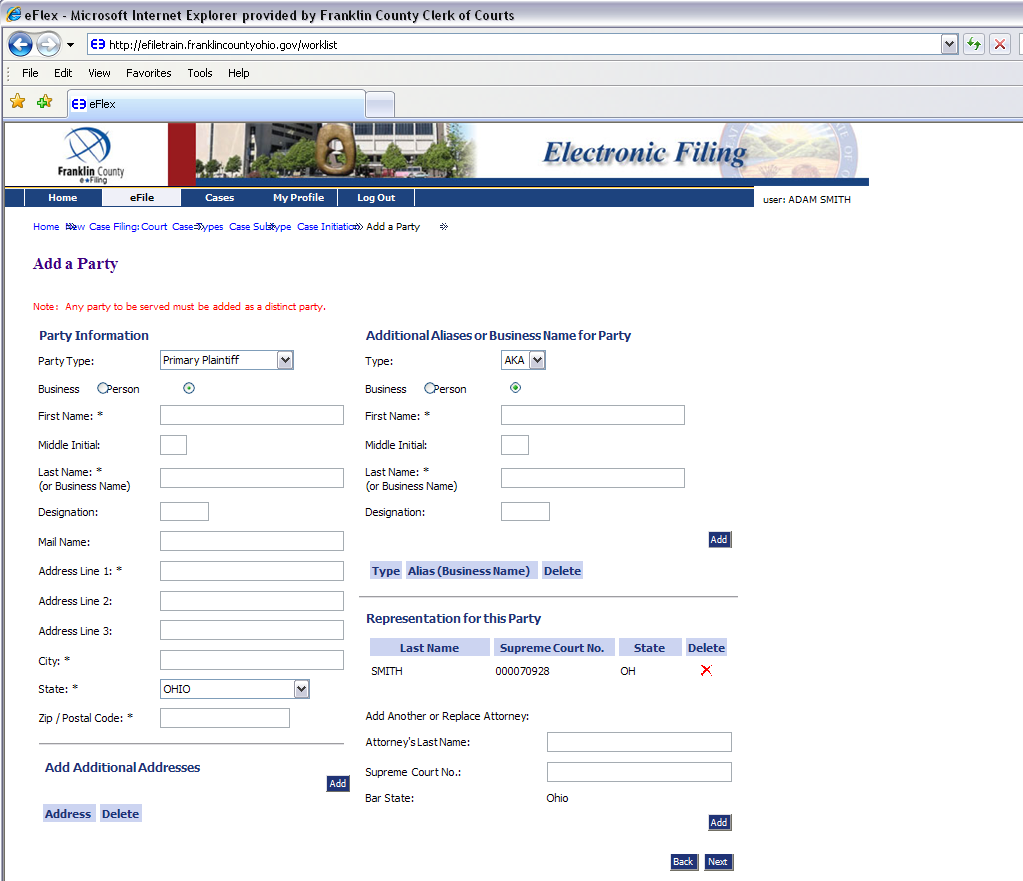 eFlex - Microsoft Internet Explorer provided by Franklin County Clerk of Courts
http://efiletrain.franklincountyohio.gov/worklist
File Edit View Favorites Tools Help
eFlex
Franklin County
e★Filing
Electronic Filing
Home eFile Cases My Profile Log Out
user: ADAM SMITH
Home New Case Filing: Court Case Types Case Subtype Case Initiation Add a Party
Add a Party
Note: Any party to be served must be added as a distinct party.
Party Information
Party Type: Primary Plaintiff
Business Person
First Name: *
Middle Initial:
Last Name: *
(or Business Name)
Designation:
Mail Name:
Address Line 1: *
Address Line 2:
Address Line 3:
City: *
State: * OHIO
Zip / Postal Code: *
Add Additional Addresses
Add
Address Delete
Additional Aliases or Business Name for Party
Type: AKA
Business Person
First Name: *
Middle Initial:
Last Name: *
(or Business Name)
Designation:
Add
Type Alias (Business Name) Delete
Representation for this Party
Last Name Supreme Court No. State Delete
SMITH 000070928 OH
Add Another or Replace Attorney:
Attorney's Last Name:
Supreme Court No.:
Bar State: Ohio
Add
Back Next